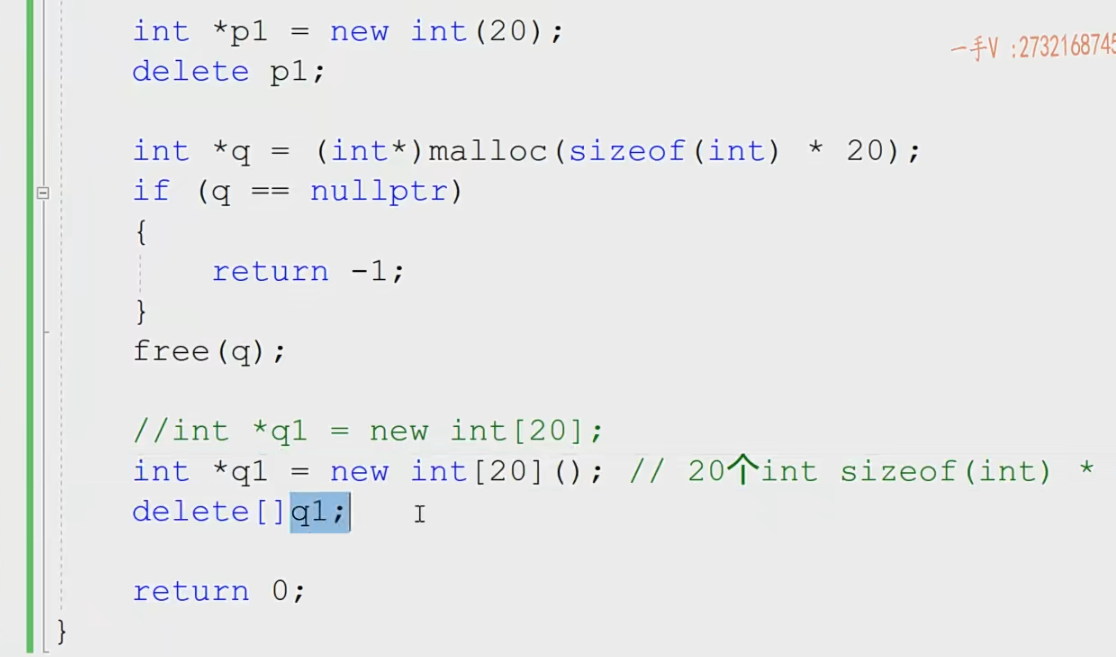 int *p1 = new int(20);
一手V :2732168745
delete p1;
int *q = (int*)malloc(sizeof(int) * 20);
if (q == nullptr)
{
return -1;
}
free(q);
//int *q1 = new int[20];
int *q1 = new int[20](); // 20个int sizeof(int) *
delete[]q1;
return 0;
}